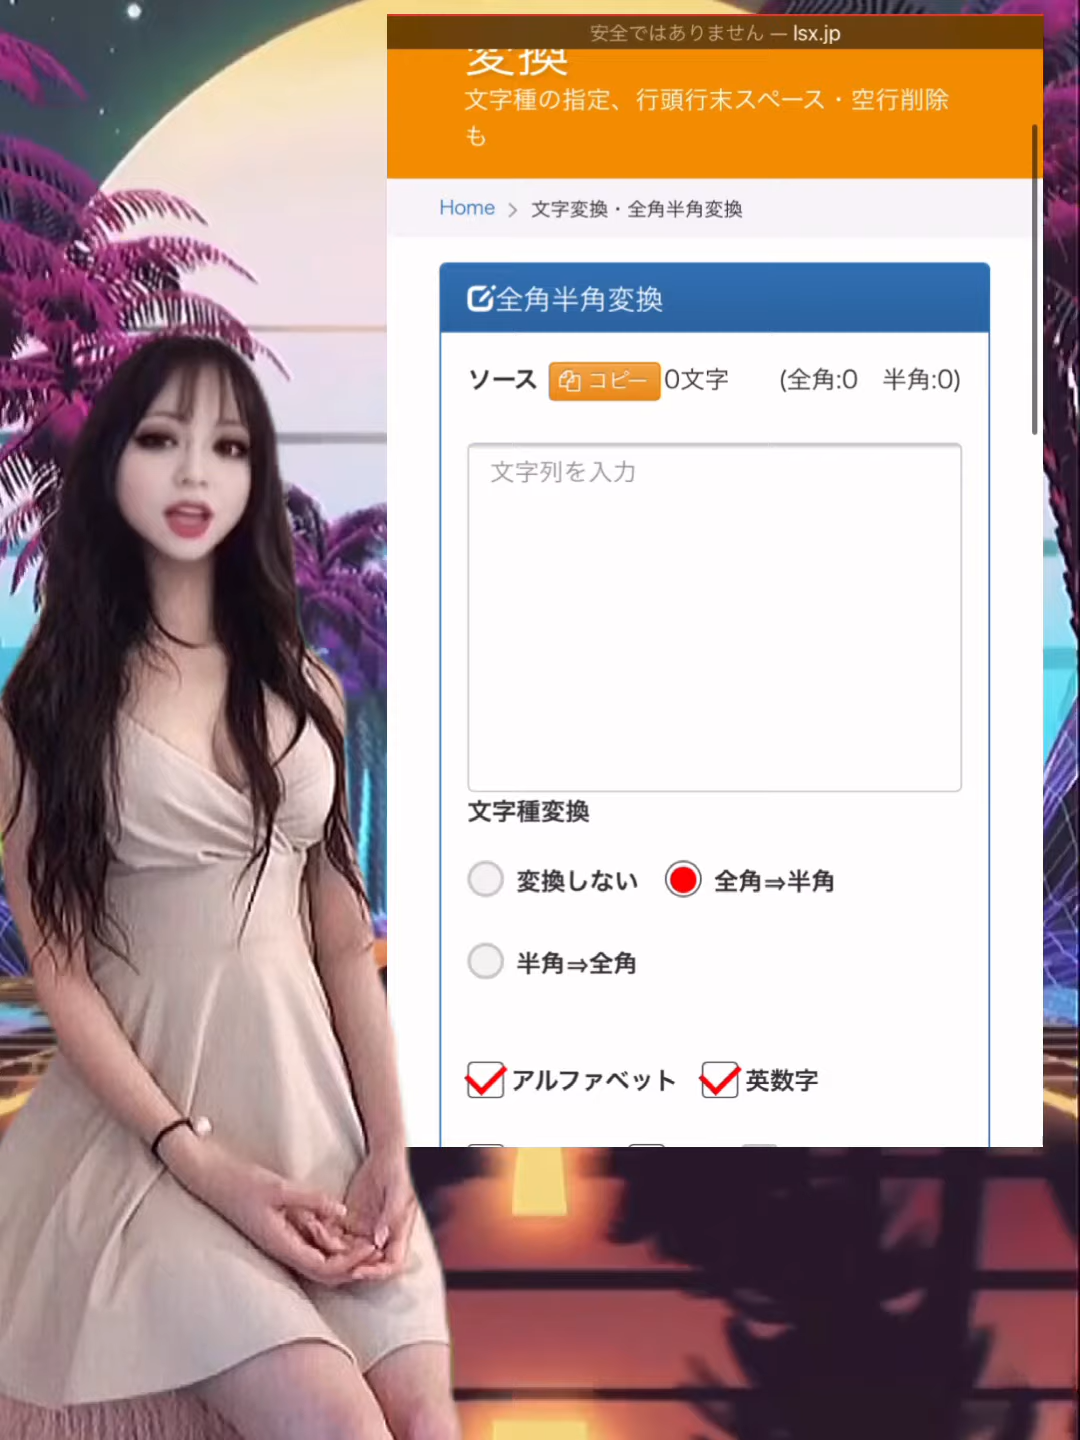 安全ではありません — lsx.jp
変換
文字種の指定、行頭行末スペース・空行削除
も
Home > 文字変換・全角半角変換
全角半角変換
ソース コピー 0文字 (全角:0 半角:0)
文字列を入力
文字種変換
変換しない 全角⇒半角
半角⇒全角
アルファベット 英数字